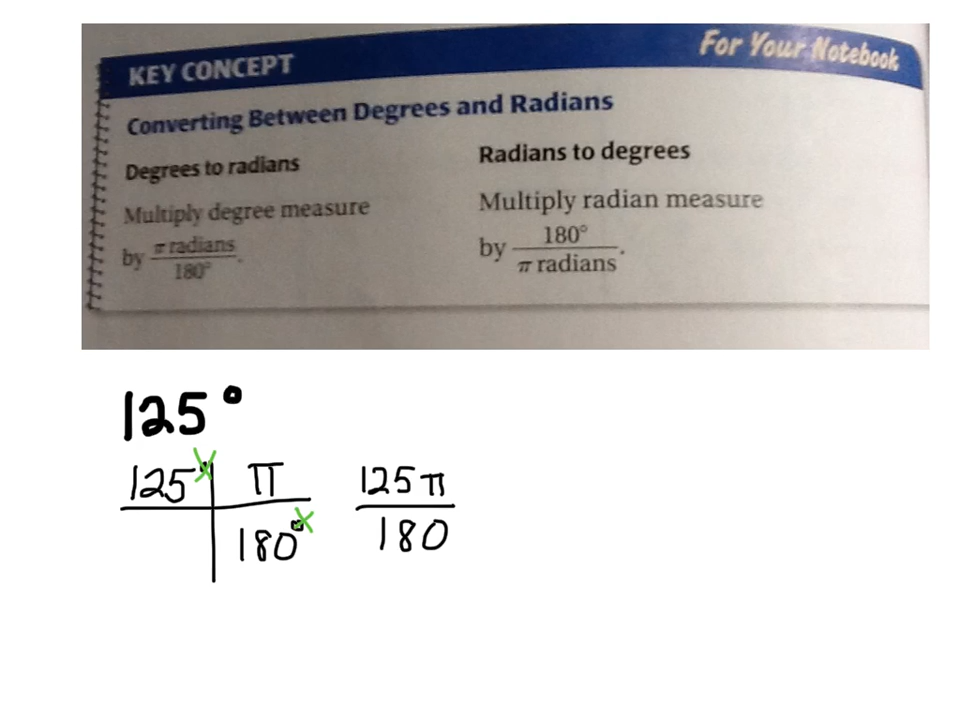 KEY CONCEPT
For Your Notebook
Converting Between Degrees and Radians
Degrees to radians
Multiply degree measure
by π radians / 180°.
Radians to degrees
Multiply radian measure
by 180° / π radians.
125°
125° | π
180°
125π
180